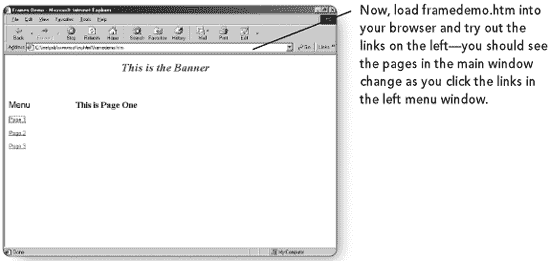 Frames Demo - Microsoft Internet Explorer
File Edit View Favorites Tools Help
Back Stop Refresh Home Search Favorites History Mail Print Edit
Address
Go Links
This is the Banner
Menu
This is Page One
Page 1
Page 2
Page 3
Done
My Computer
Now, load framedemo.htm into
your browser and try out the
links on the left—you should see
the pages in the main window
change as you click the links in
the left menu window.